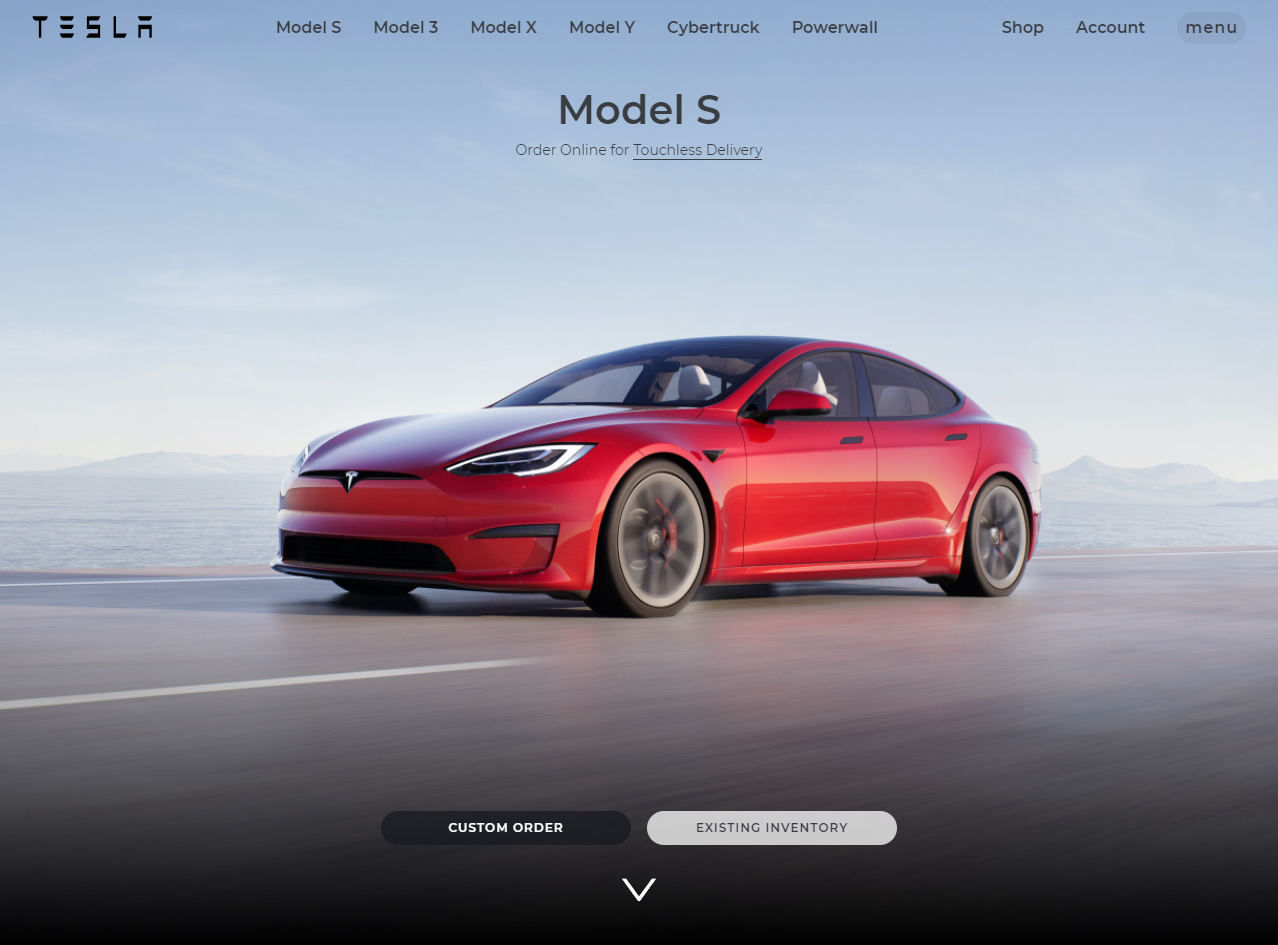 TESLA Model S Model 3 Model X Model Y Cybertruck Powerwall Shop Account menu
Model S
Order Online for Touchless Delivery
CUSTOM ORDER EXISTING INVENTORY